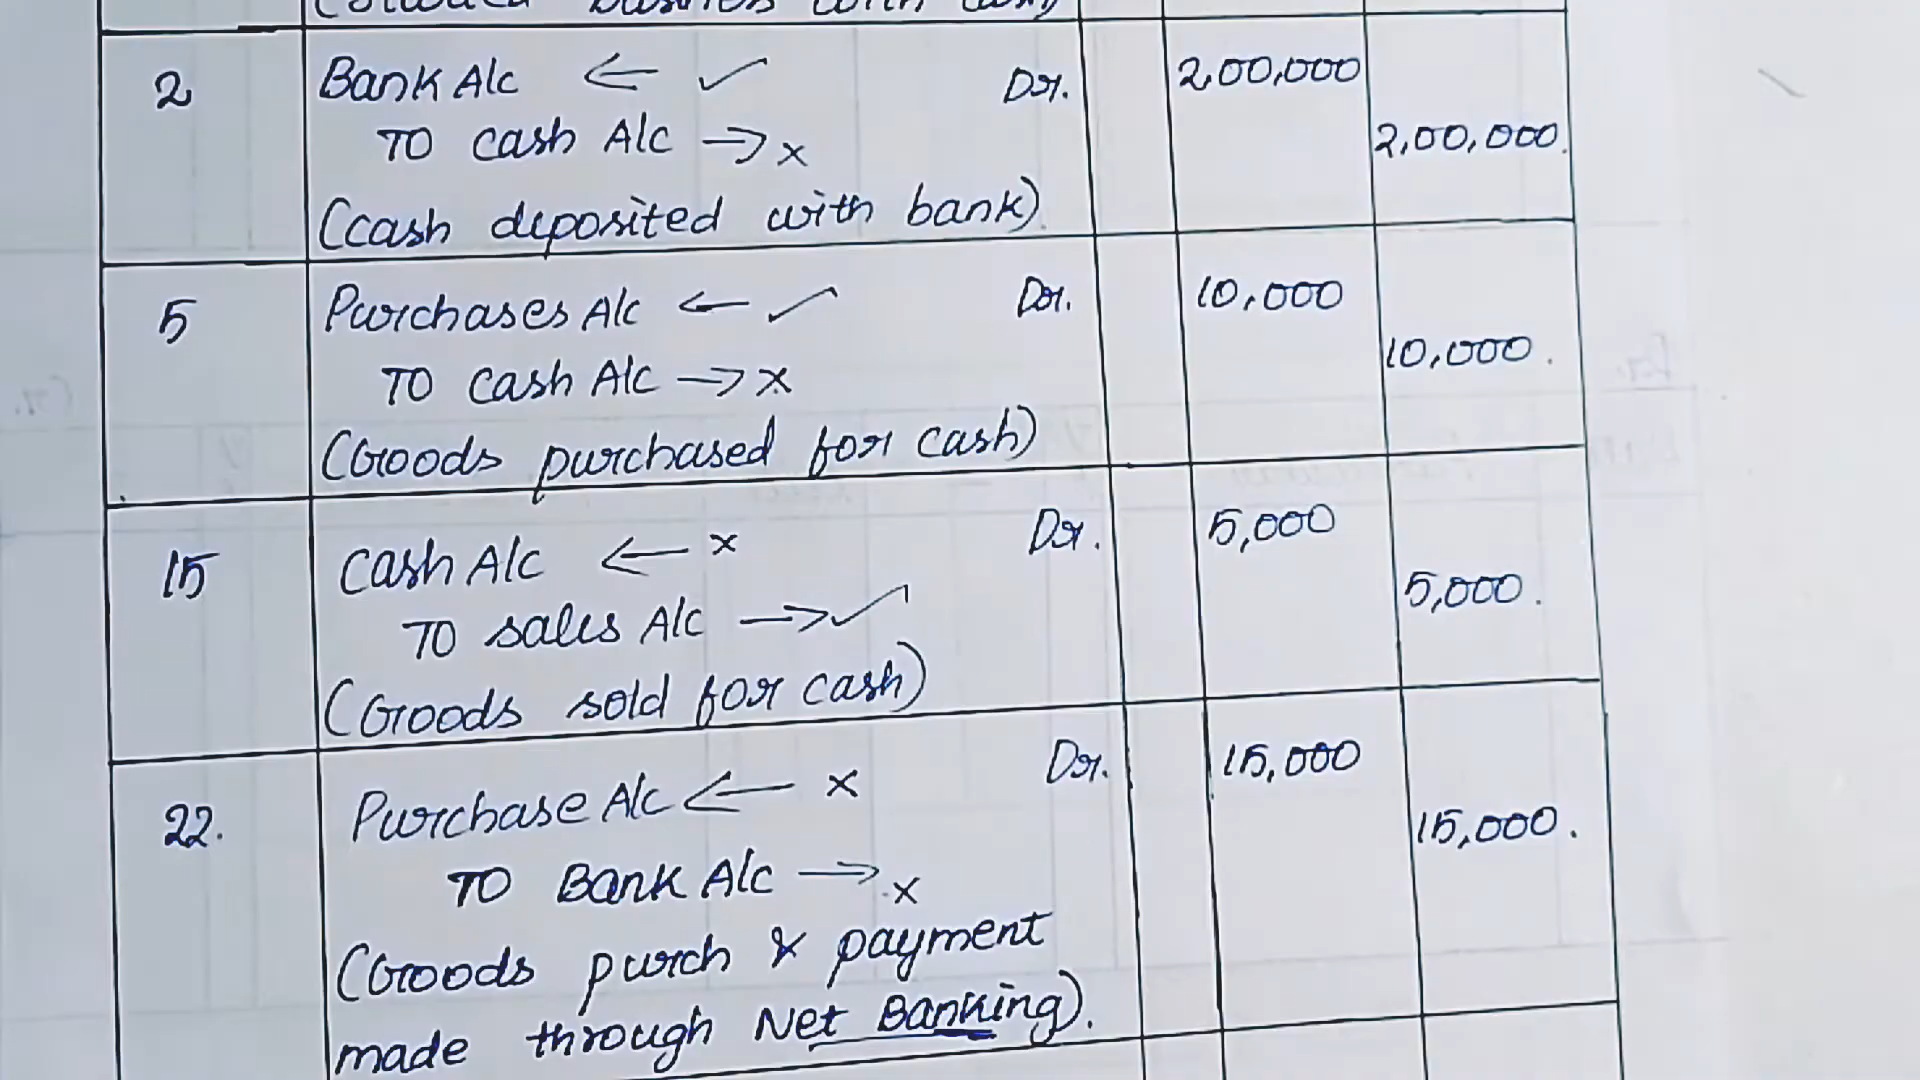 business with cash)
2 Bank A/c ← ✓ Dr. 2,00,000
TO cash A/c → x 2,00,000.
(cash deposited with bank)
5 Purchases A/c ← ✓ Dr. 10,000
TO cash A/c → x 10,000.
(Goods purchased for cash)
15 cash A/c ← x Dr. 5,000
TO sales A/c → ✓ 5,000.
(Goods sold for cash)
22. Purchase A/c ← x Dr. 15,000
TO Bank A/c → x 15,000.
(Goods purch & payment
made through Net Banking).